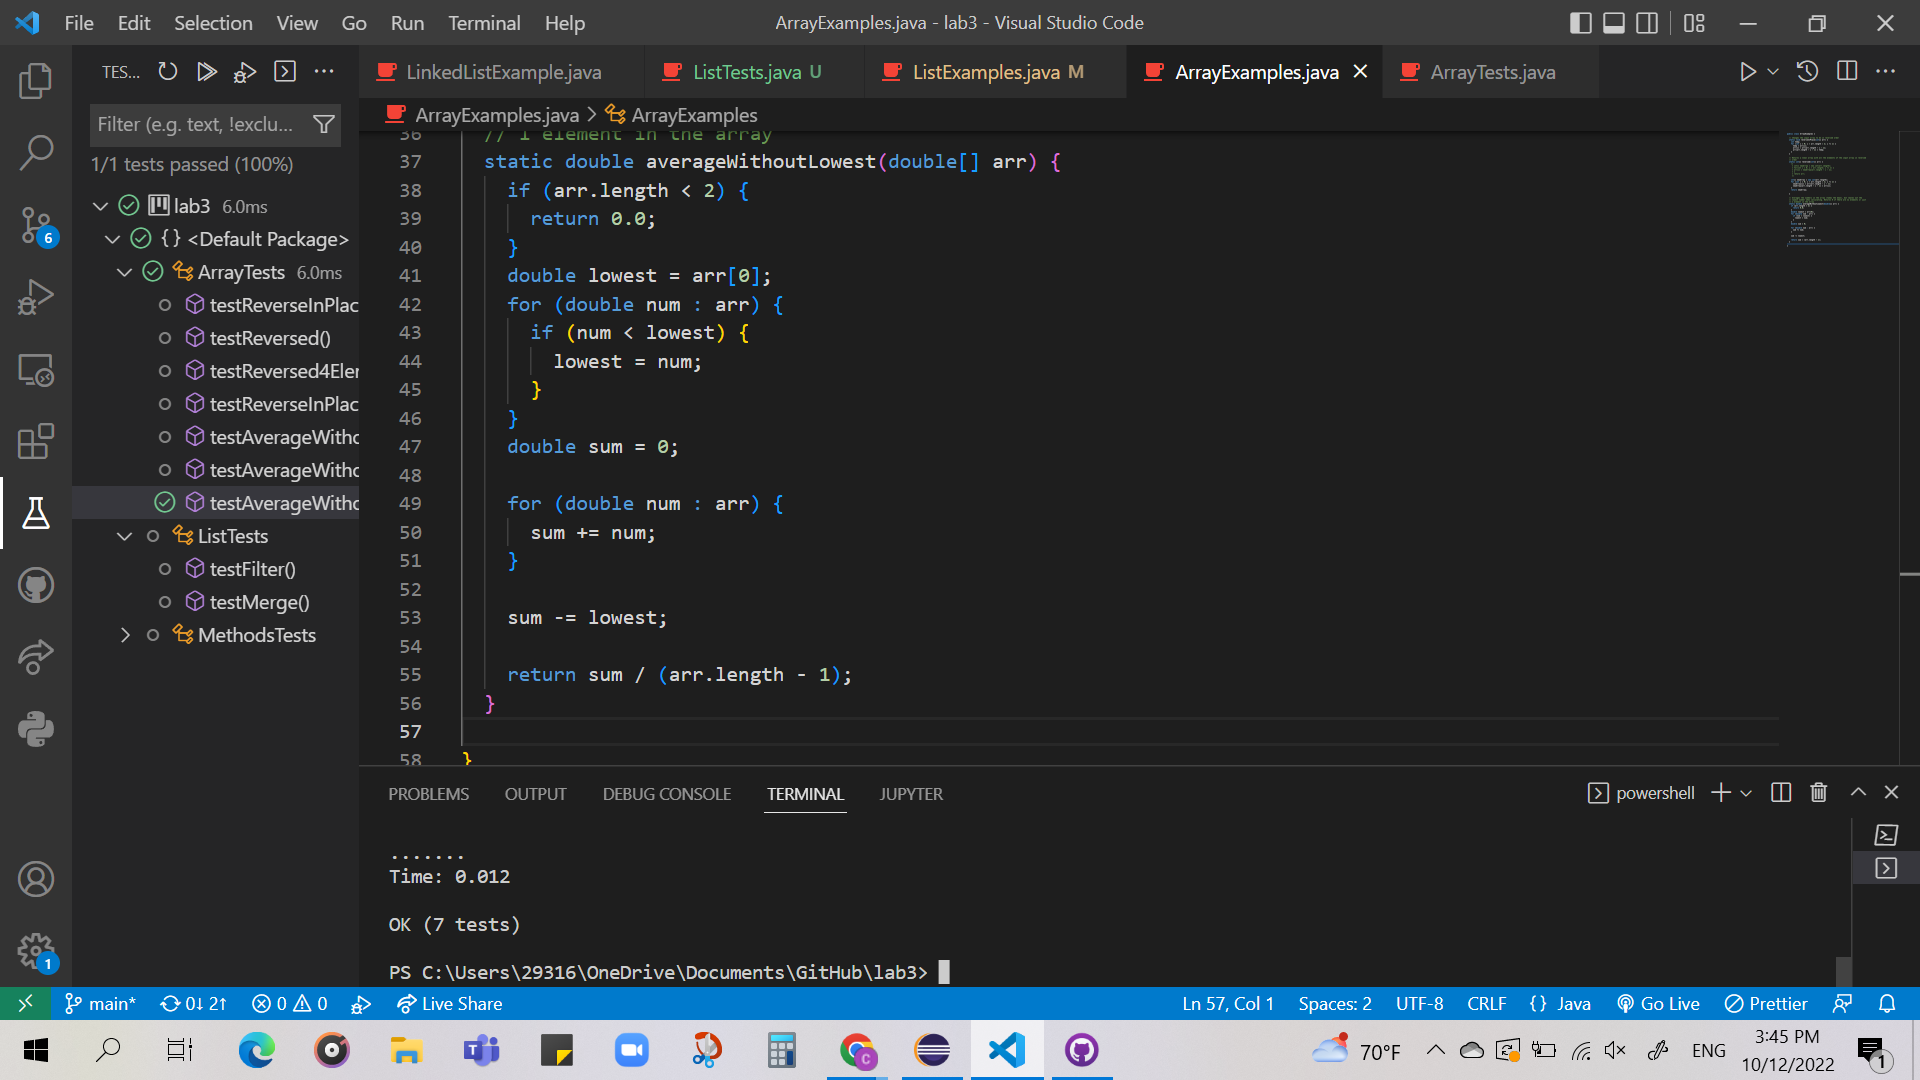 File Edit Selection View Go Run Terminal Help
ArrayExamples.java - lab3 - Visual Studio Code
TES...
LinkedListExample.java
ListTests.java U
ListExamples.java M
ArrayExamples.java
ArrayTests.java
Filter (e.g. text, !exclu...
1/1 tests passed (100%)
lab3 6.0ms
{} <Default Package>
ArrayTests 6.0ms
testReverseInPlac
testReversed()
testReversed4Eler
testReverseInPlac
testAverageWitho
testAverageWitho
testAverageWitho
ListTests
testFilter()
testMerge()
MethodsTests
6
1
ArrayExamples.java > ArrayExamples
36 // 1 element in the array
37 static double averageWithoutLowest(double[] arr) {
38 if (arr.length < 2) {
39 return 0.0;
40 }
41 double lowest = arr[0];
42 for (double num : arr) {
43 if (num < lowest) {
44 lowest = num;
45 }
46 }
47 double sum = 0;
48
49 for (double num : arr) {
50 sum += num;
51 }
52
53 sum -= lowest;
54
55 return sum / (arr.length - 1);
56 }
57
58 }
PROBLEMS OUTPUT DEBUG CONSOLE TERMINAL JUPYTER
powershell
.......
Time: 0.012
OK (7 tests)
PS C:\Users\29316\OneDrive\Documents\GitHub\lab3>
main* 0↓ 2↑ 0 0 Live Share
Ln 57, Col 1 Spaces: 2 UTF-8 CRLF {} Java Go Live Prettier
70°F ENG
3:45 PM
10/12/2022
1